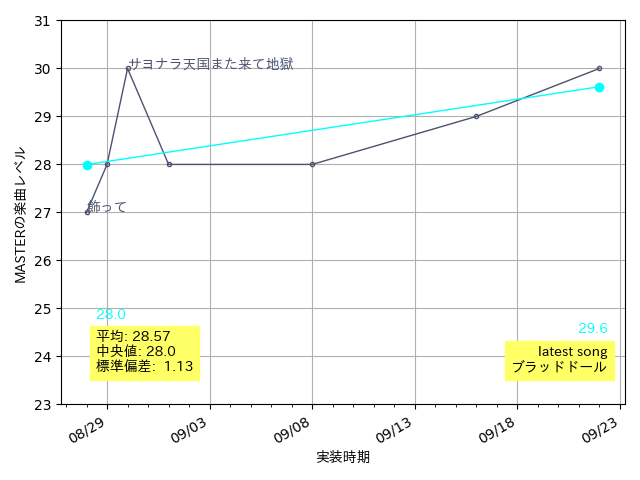 31
30
29
28
27
26
25
24
23
MASTERの楽曲レベル
サヨナラ天国また来て地獄
飾って
28.0
平均: 28.57
中央値: 28.0
標準偏差: 1.13
29.6
latest song
ブラッドドール
08/29
09/03
09/08
09/13
09/18
09/23
実装時期